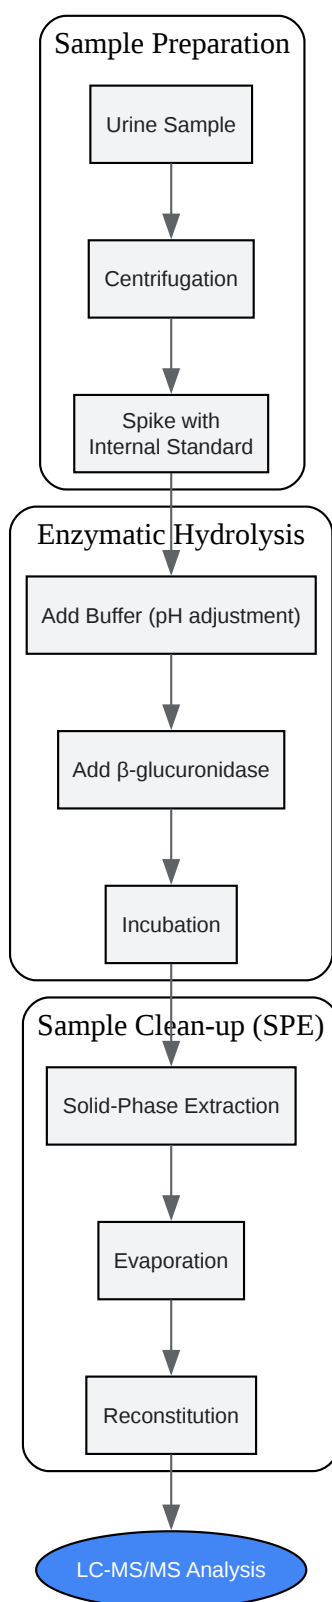 Sample Preparation
Urine Sample
Centrifugation
Spike with
Internal Standard
Enzymatic Hydrolysis
Add Buffer (pH adjustment)
Add β-glucuronidase
Incubation
Sample Clean-up (SPE)
Solid-Phase Extraction
Evaporation
Reconstitution
LC-MS/MS Analysis